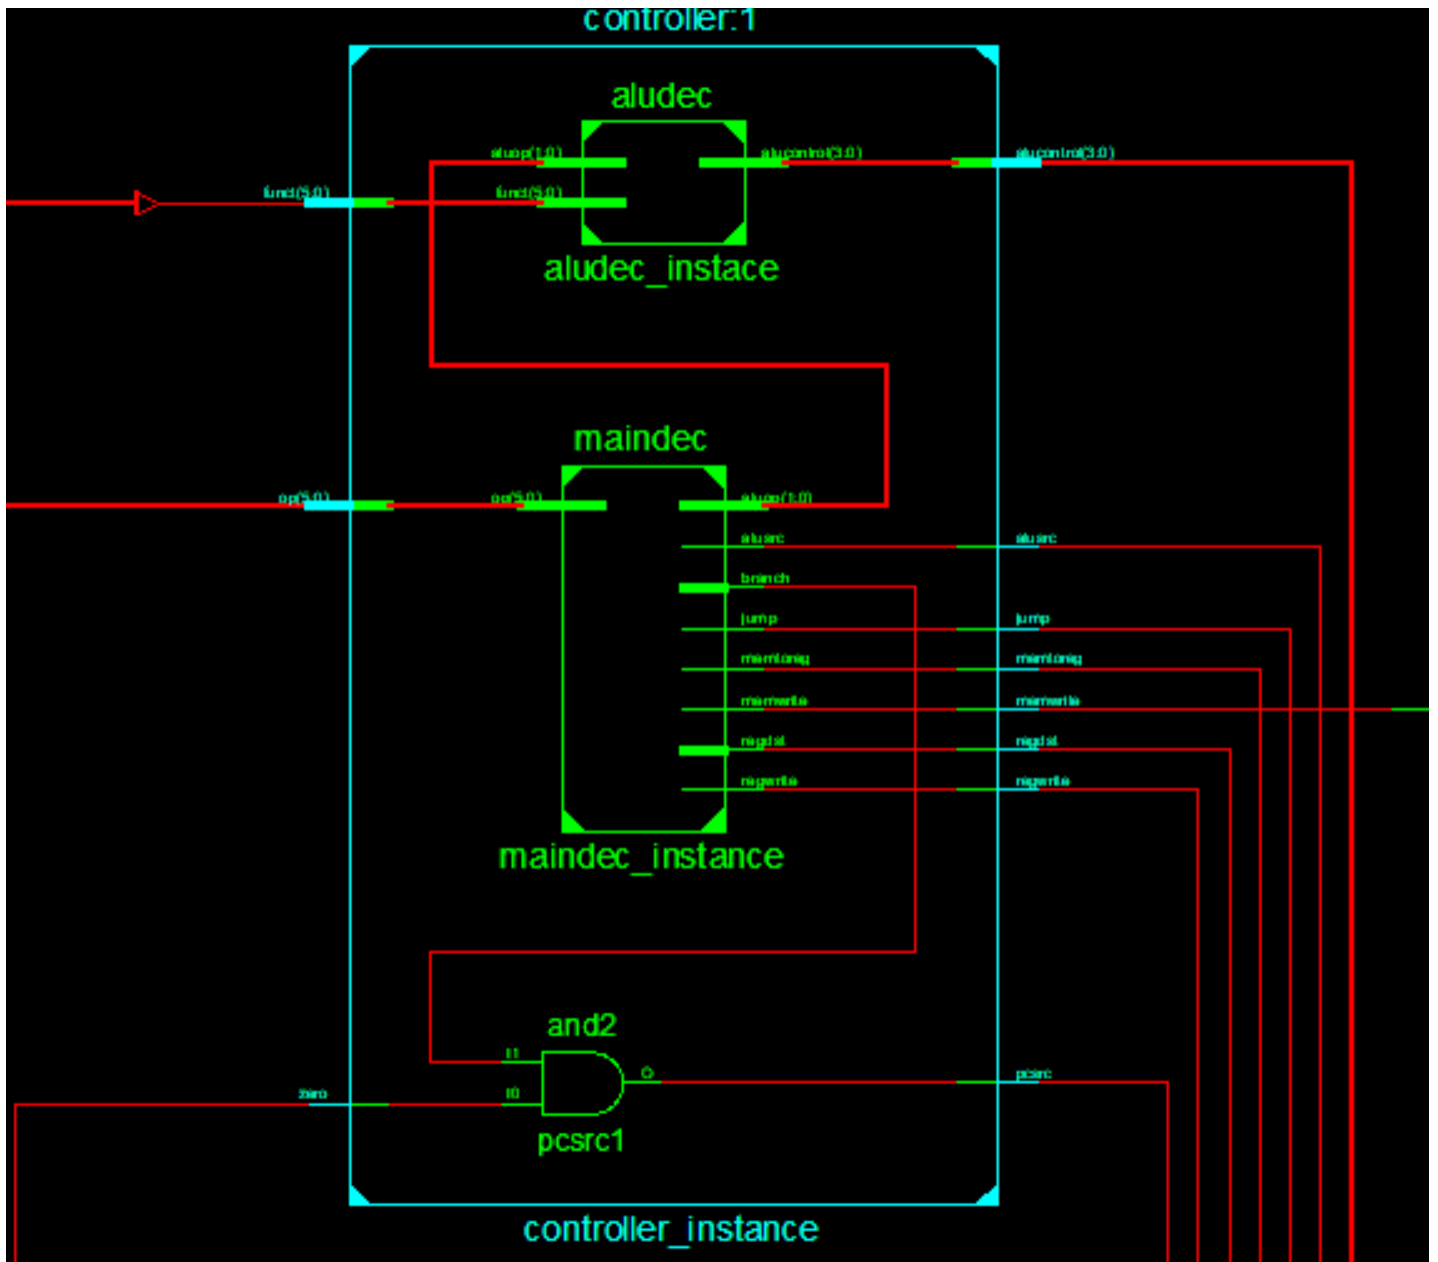 controller:1
aludec
aluop(1:0)
alucontrol(3:0)
alucontrol(3:0)
funct(5:0)
funct(5:0)
aludec_instace
maindec
op(5:0)
op(5:0)
aluop(1:0)
alusrc
alusrc
branch
jump
jump
memtoreg
memtoreg
memwrite
memwrite
regdst
regdst
regwrite
regwrite
maindec_instance
and2
I1
O
pcsrc
zero
I0
pcsrc1
controller_instance